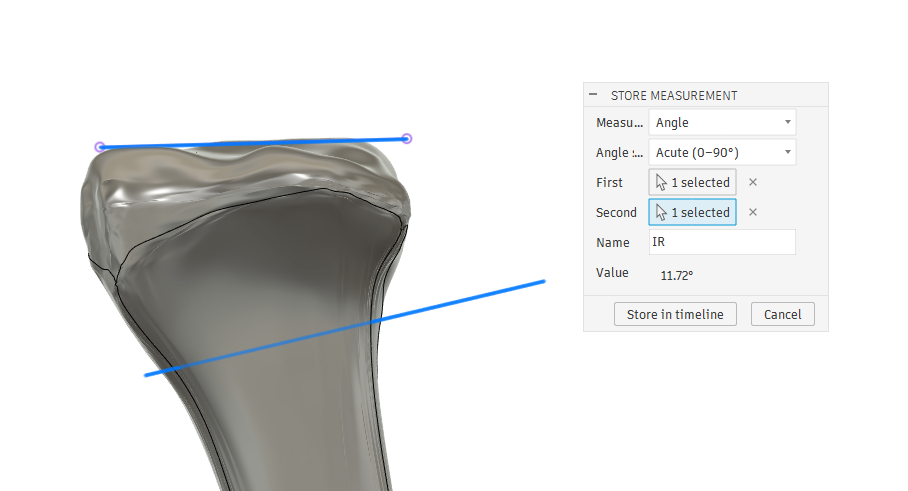 STORE MEASUREMENT
Measu... Angle
Angle :... Acute (0–90°)
First 1 selected
Second 1 selected
Name IR
Value 11.72°
Store in timeline Cancel